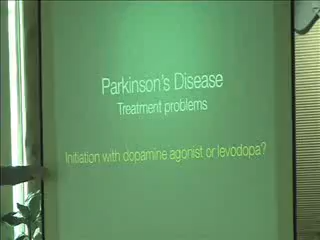 Parkinson's Disease
Treatment problems
Initiation with dopamine agonist or levodopa?